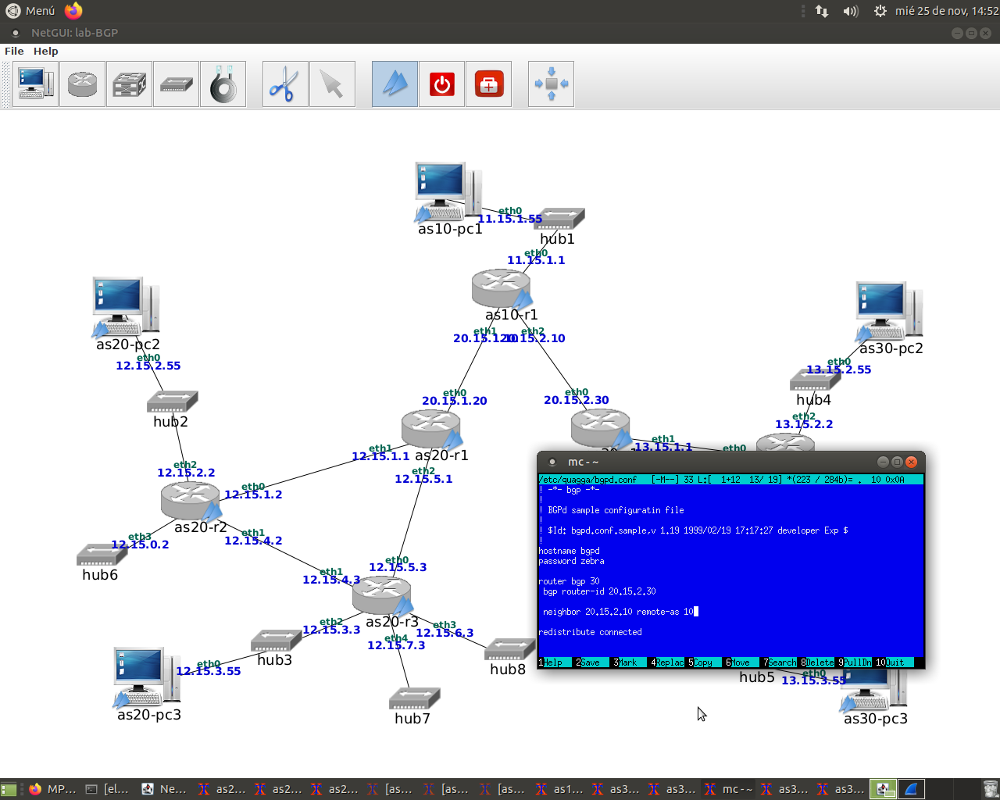 Menú
mié 25 de nov, 14:52
NetGUI: lab-BGP
File Help
as10-pc1
eth0
11.15.1.55
hub1
eth0
11.15.1.1
as10-r1
eth1
eth2
20.15.2.10
as20-pc2
eth0
12.15.2.55
hub2
eth2
12.15.2.2
as30-pc2
eth0
13.15.2.55
hub4
eth2
13.15.2.2
eth0
20.15.1.20
eth0
20.15.2.30
as20-r1
eth1
12.15.1.1
eth2
12.15.5.1
eth1
13.15.1.1
eth0
eth0
12.15.1.2
as20-r2
eth1
12.15.4.2
eth3
12.15.0.2
hub6
eth1
12.15.4.3
eth0
12.15.5.3
as20-r3
eth2
12.15.3.3
eth3
12.15.6.3
eth4
12.15.7.3
hub3
hub8
eth0
12.15.3.55
as20-pc3
hub7
hub5
eth0
13.15.3.55
as30-pc3
mc - ~
/etc/quagga/bgpd.conf [-M--] 33 L:[ 1+12 13/ 19] *(223 / 284b)= . 10 0x0A
! -*- bgp -*-
!
! BGPd sample configuratin file
!
! $Id: bgpd.conf.sample,v 1.19 1999/02/19 17:17:27 developer Exp $
!
hostname bgpd
password zebra
router bgp 30
bgp router-id 20.15.2.30
neighbor 20.15.2.10 remote-as 10
redistribute connected
1Help 2Save 3Mark 4Replac 5Copy 6Move 7Search 8Delete 9PullDn 10Quit
MP... [el... Ne... as2... as2... as2... [as... [as... [as... as1... as3... as3... mc - ~ as3... as3...